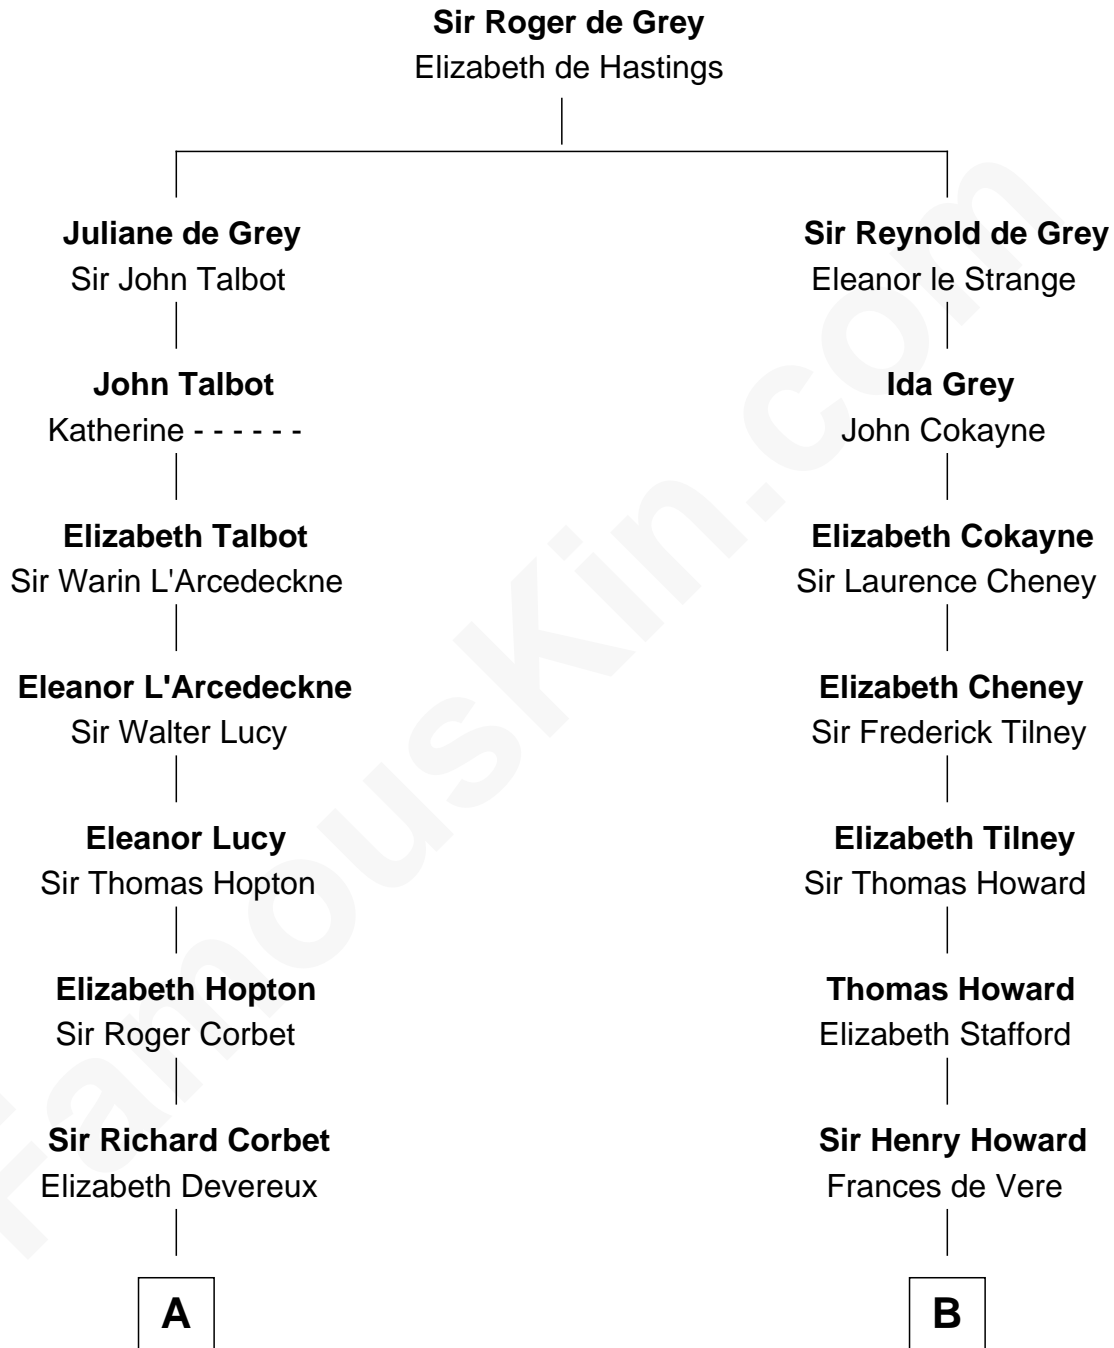 Sir Roger de Grey
Elizabeth de Hastings
Juliane de Grey
Sir John Talbot
John Talbot
Katherine - - - - - -
Elizabeth Talbot
Sir Warin L'Arcedeckne
Eleanor L'Arcedeckne
Sir Walter Lucy
Eleanor Lucy
Sir Thomas Hopton
Elizabeth Hopton
Sir Roger Corbet
Sir Richard Corbet
Elizabeth Devereux
A
Sir Reynold de Grey
Eleanor le Strange
Ida Grey
John Cokayne
Elizabeth Cokayne
Sir Laurence Cheney
Elizabeth Cheney
Sir Frederick Tilney
Elizabeth Tilney
Sir Thomas Howard
Thomas Howard
Elizabeth Stafford
Sir Henry Howard
Frances de Vere
B
FamousKin.com